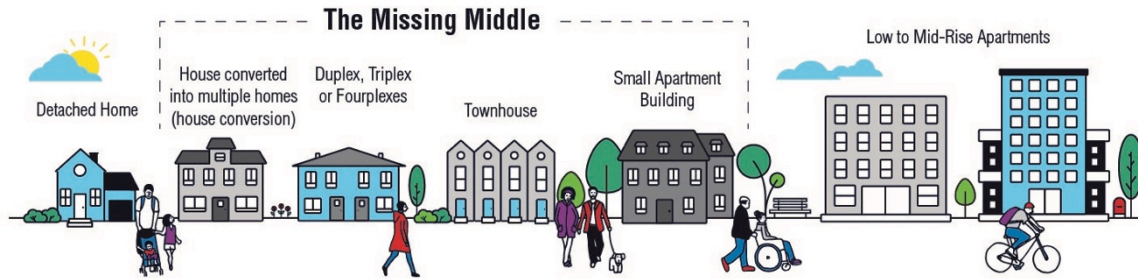 The Missing Middle
Detached Home
House converted
into multiple homes
(house conversion)
Duplex, Triplex
or Fourplexes
Townhouse
Small Apartment
Building
Low to Mid-Rise Apartments